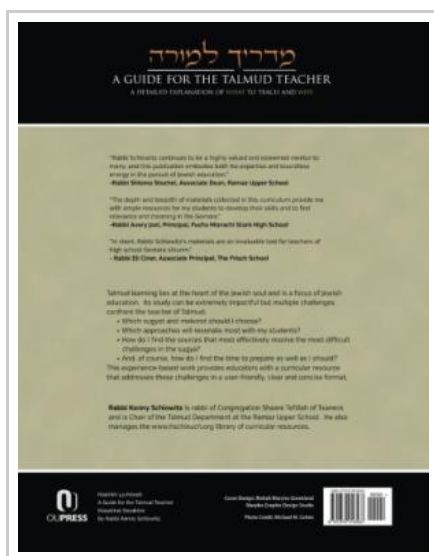 מדריך למורה
A GUIDE FOR THE TALMUD TEACHER
A DETAILED EXPLANATION OF WHAT TO TEACH AND WHY
"Rabbi Schiowitz continues to be a highly valued and esteemed mentor to
many, and this publication embodies both his expertise and boundless
energy in the pursuit of Jewish education."
-Rabbi Shlomo Stochel, Associate Dean, Ramaz Upper School
"The depth and breadth of materials collected in this curriculum provide me
with ample resources for my students to develop their skills and to find
relevance and meaning in the Gemara."
-Rabbi Avery Joel, Principal, Fuchs Mizrachi Stark High School
"In short, Rabbi Schiowitz's materials are an invaluable tool for teachers of
high school Gemara shiurim."
- Rabbi Eli Ciner, Associate Principal, The Frisch School
Talmud learning lies at the heart of the Jewish soul and is a focus of Jewish
education. Its study can be extremely impactful but multiple challenges
confront the teacher of Talmud:
• Which sugyot and mekorot should I choose?
• Which approaches will resonate most with my students?
• How do I find the sources that most effectively resolve the most difficult
challenges in the sugya?
• And, of course, how do I find the time to prepare as well as I should?
This experience-based work provides educators with a curricular resource
that addresses these challenges in a user-friendly, clear and concise format.
Rabbi Kenny Schiowitz is rabbi of Congregation Shaare Tefillah of Teaneck
and is Chair of the Talmud Department at the Ramaz Upper School. He also
manages the www.hschinuch.org library of curricular resources.
OUPRESS
A Guide for the Talmud Teacher
By Rabbi Kenny Schiowitz
Graphic Design Studio
Photo Credit: Michael M. Cohen